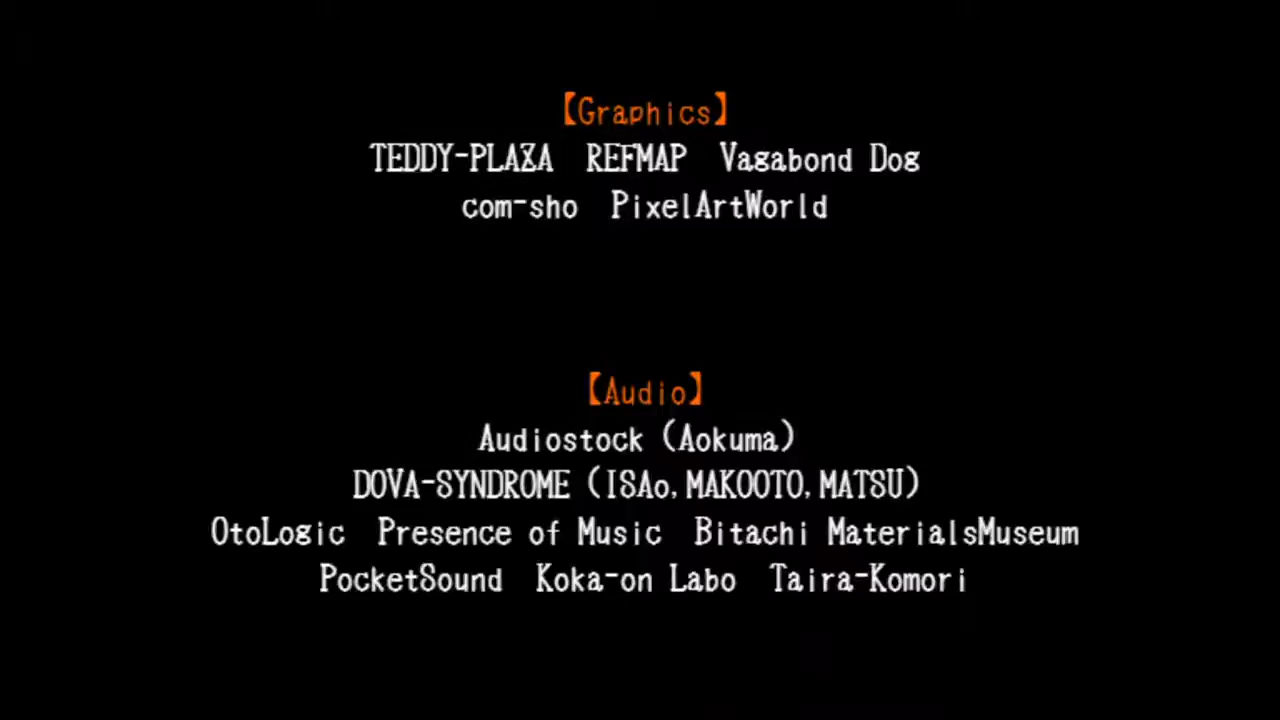 【Graphics】
TEDDY-PLAZA　REFMAP　Vagabond Dog
com-sho　PixelArtWorld
【Audio】
Audiostock (Aokuma)
DOVA-SYNDROME (ISAo,MAKOOTO,MATSU)
OtoLogic　Presence of Music　Bitachi MaterialsMuseum
PocketSound　Koka-on Labo　Taira-Komori